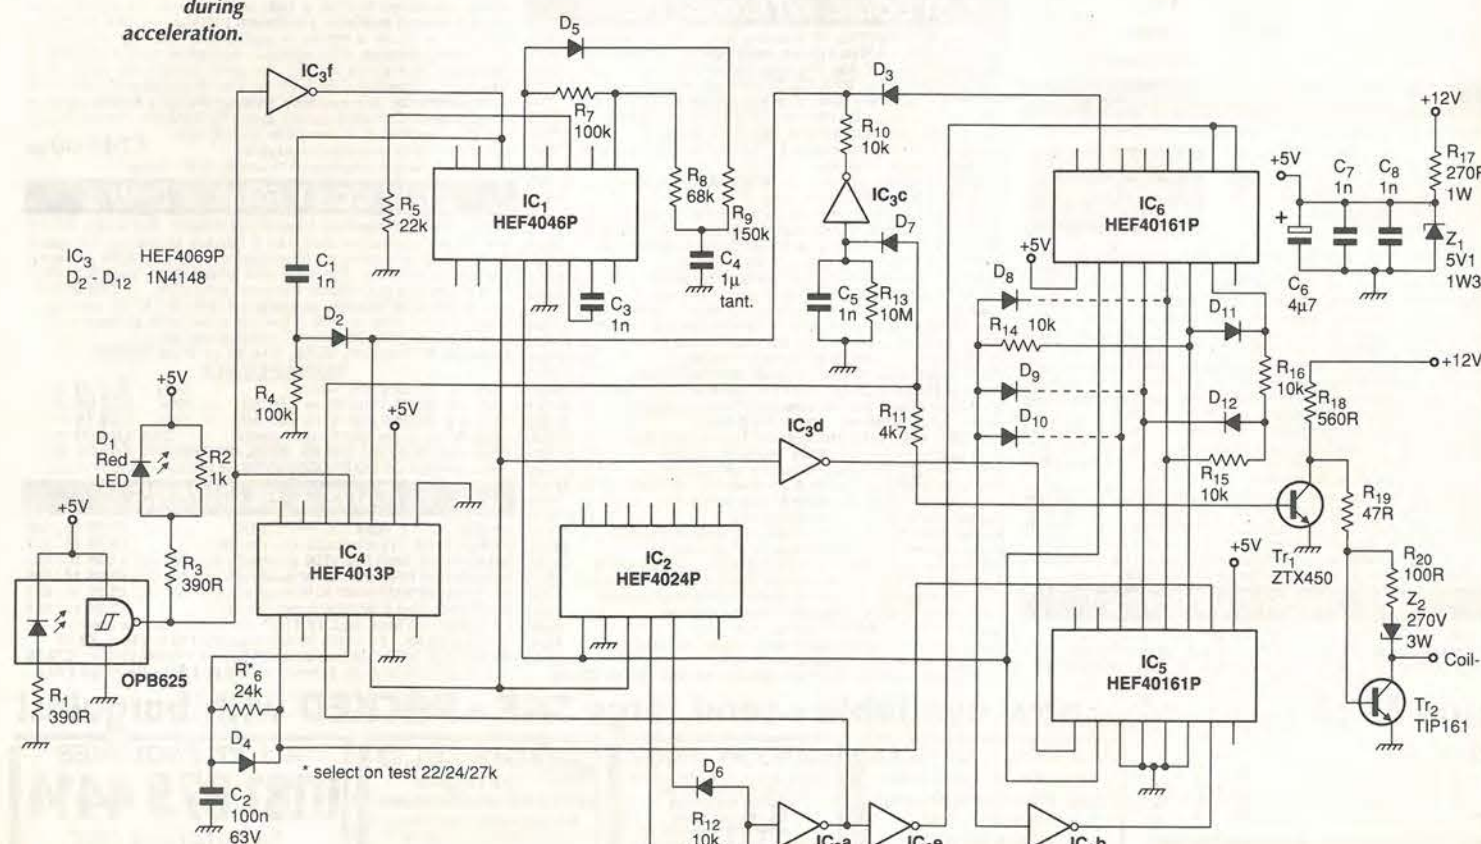 during
acceleration.
IC3f
D5
R7
100k
D3
R10
10k
IC3c
D7
+12V
R17
270R
1W
+5V
C7
1n
C8
1n
+
C6
4µ7
Z1
5V1
1W3
R5
22k
IC1
HEF4046P
R8
68k
R9
150k
C4
1µ
tant.
IC6
HEF40161P
IC3 HEF4069P
D2 - D12 1N4148
C1
1n
C3
1n
C5
1n
R13
10M
+5V
D8
D11
R14 10k
D2
R4
100k
+5V
+5V
D9
D10
D12
R16
10k
R18
560R
+12V
R11
4k7
IC3d
R15
10k
D1
Red
LED
R2
1k
+5V
R3
390R
IC4
HEF4013P
IC2
HEF4024P
R19
47R
+5V
Tr1
ZTX450
R20
100R
Z2
270V
3W
Coil-
OPB625
R1
390R
R*6
24k
D4
* select on test 22/24/27k
C2
100n
63V
IC5
HEF40161P
Tr2
TIP161
D6
R12
10k